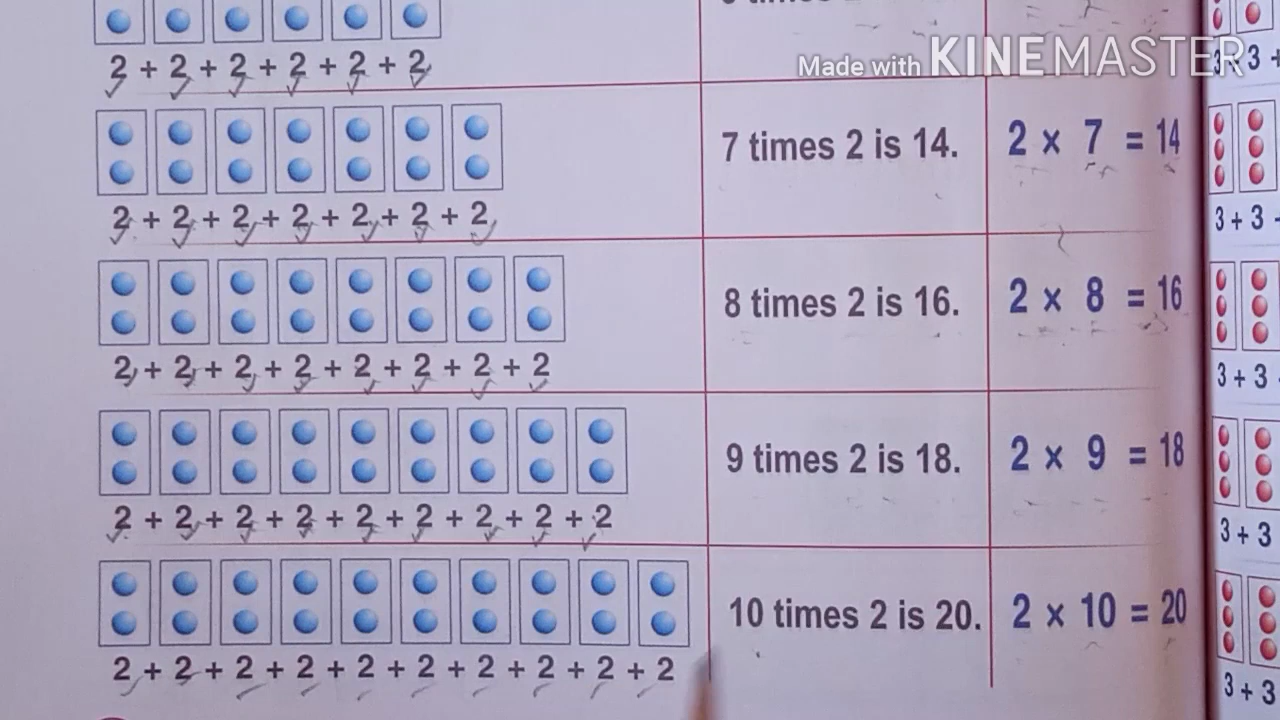 Made with KINEMASTER
2 + 2 + 2 + 2 + 2 + 2
2 + 2 + 2 + 2 + 2 + 2 + 2
7 times 2 is 14.
2 × 7 = 14
2 + 2 + 2 + 2 + 2 + 2 + 2 + 2
8 times 2 is 16.
2 × 8 = 16
2 + 2 + 2 + 2 + 2 + 2 + 2 + 2 + 2
9 times 2 is 18.
2 × 9 = 18
2 + 2 + 2 + 2 + 2 + 2 + 2 + 2 + 2 + 2
10 times 2 is 20.
2 × 10 = 20
3 + 3 +
3 + 3
3 + 3
3 + 3
3 + 3